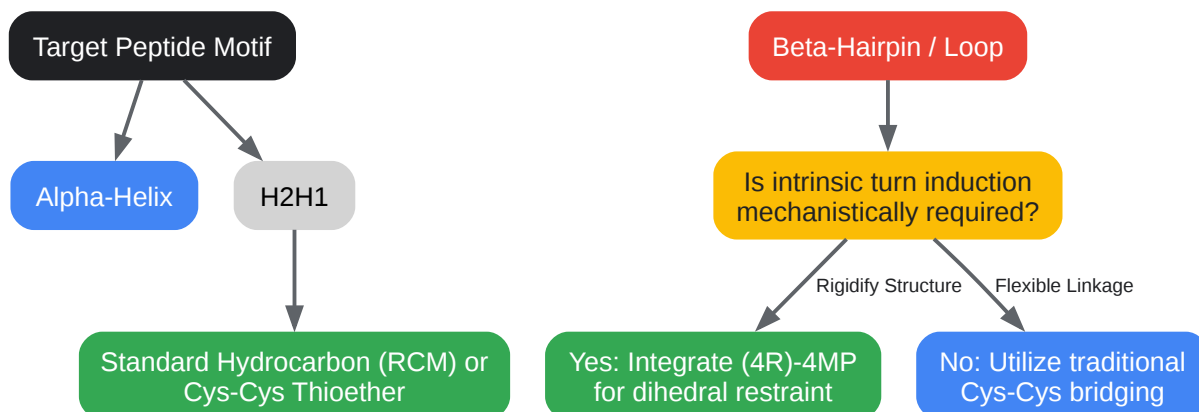 Target Peptide Motif
Beta-Hairpin / Loop
Alpha-Helix
H2H1
Is intrinsic turn induction
mechanistically required?
Rigidify Structure
Flexible Linkage
Standard Hydrocarbon (RCM) or
Cys-Cys Thioether
Yes: Integrate (4R)-4MP
for dihedral restraint
No: Utilize traditional
Cys-Cys bridging